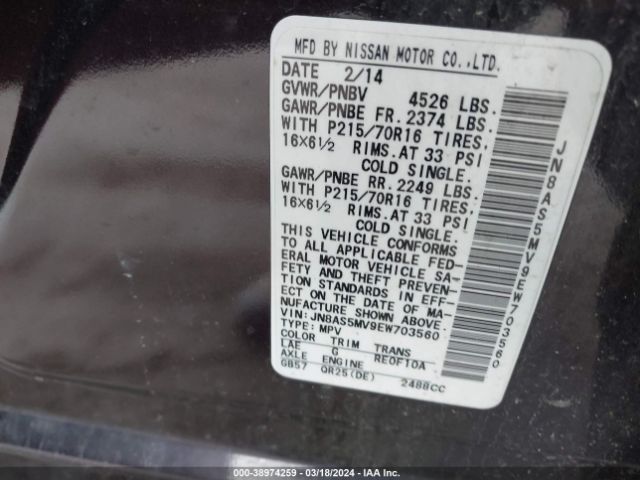 MFD BY NISSAN MOTOR CO.,LTD.
DATE 2/14
GVWR/PNBV 4526 LBS.
GAWR/PNBE FR. 2374 LBS.
WITH P215/70R16 TIRES,
16X6½ RIMS.AT 33 PSI
COLD SINGLE.
GAWR/PNBE RR. 2249 LBS.
WITH P215/70R16 TIRES,
16X6½ RIMS.AT 33 PSI
COLD SINGLE.
THIS VEHICLE CONFORMS
TO ALL APPLICABLE FED-
ERAL MOTOR VEHICLE SA-
FETY AND THEFT PREVEN-
TION STANDARDS IN EFF-
ECT ON THE DATE OF MA-
NUFACTURE SHOWN ABOVE.
VIN: JN8AS5MV9EW703560
TYPE: MPV
COLOR TRIM TRANS
LAE G RE0F10A
AXLE ENGINE
GB57 QR25(DE) 2488CC
JN8AS5MV9EW703560
000-38974259 - 03/18/2024 - IAA Inc.